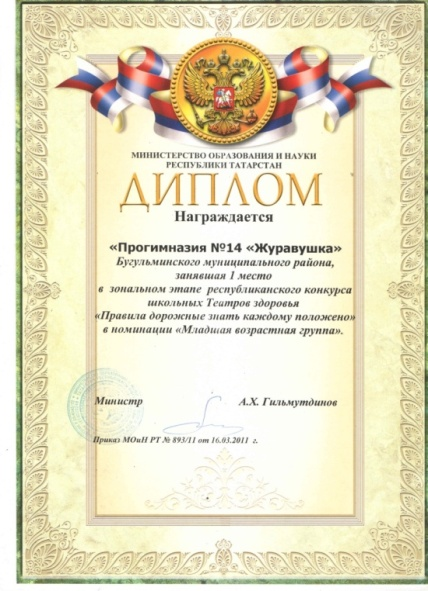 МИНИСТЕРСТВО ОБРАЗОВАНИЯ И НАУКИ
РЕСПУБЛИКИ ТАТАРСТАН
ДИПЛОМ
Награждается
«Прогимназия №14 «Журавушка»
Бугульминского муниципального района,
занявшая 1 место
в зональном этапе республиканского конкурса
школьных Театров здоровья
«Правила дорожные знать каждому положено»
в номинации «Младшая возрастная группа».
Министр А.Х. Гильмутдинов
Приказ МОиН РТ № 893/11 от 16.03.2011 г.